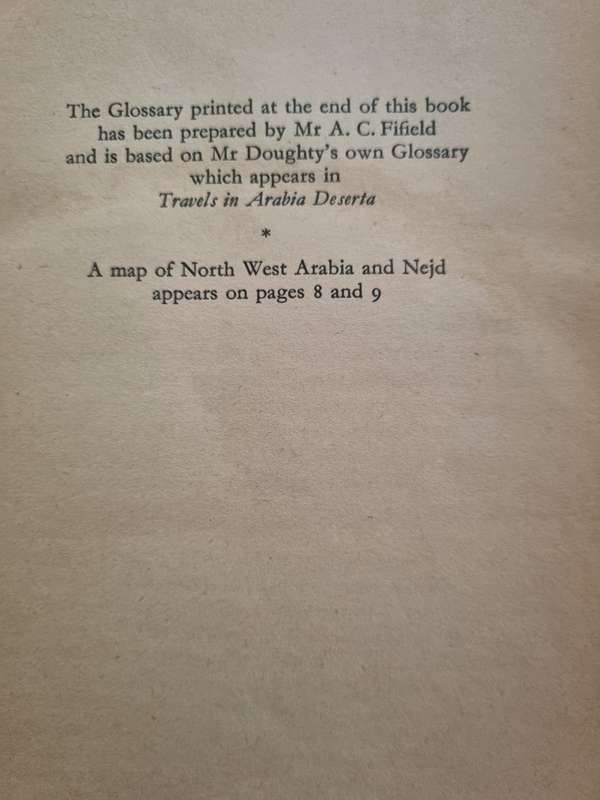 The Glossary printed at the end of this book
has been prepared by Mr A. C. Fifield
and is based on Mr Doughty's own Glossary
which appears in
Travels in Arabia Deserta
*
A map of North West Arabia and Nejd
appears on pages 8 and 9